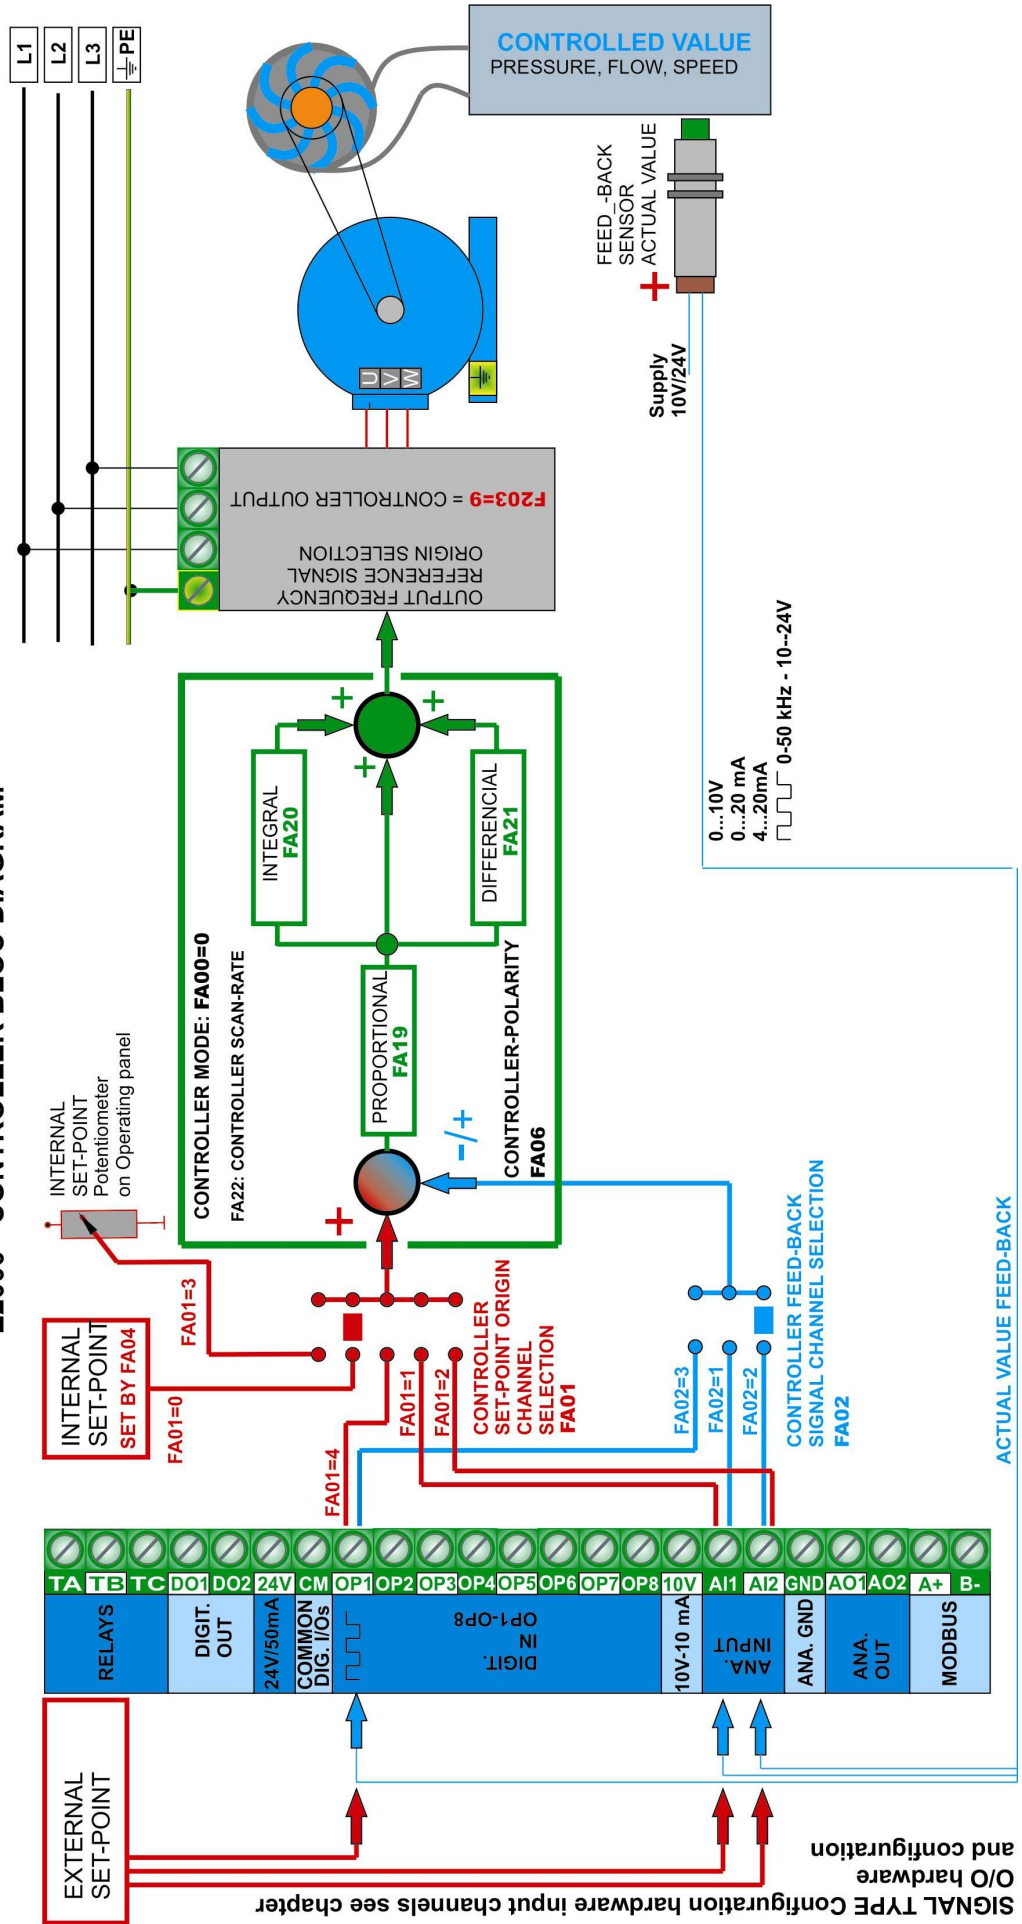 L1
L2
L3
PE
CONTROLLED VALUE
PRESSURE, FLOW, SPEED
FEED_-BACK
SENSOR
ACTUAL VALUE
+
Supply
10V/24V
U
V
W
OUTPUT FREQUENCY
REFERENCE SIGNAL
ORIGIN SELECTION
F203=9 = CONTROLLER OUTPUT
0...10V
0...20 mA
4...20mA
0-50 kHz - 10--24V
CONTROLLER MODE: FA00=0
FA22: CONTROLLER SCAN-RATE
INTEGRAL
FA20
PROPORTIONAL
FA19
DIFFERENCIAL
FA21
+
+
+
+
-/+
CONTROLLER-POLARITY
FA06
INTERNAL
SET-POINT
Potentiometer
on Operating panel
INTERNAL
SET-POINT
SET BY FA04
FA01=3
FA01=0
FA01=4
FA01=1
FA01=2
CONTROLLER
SET-POINT ORIGIN
CHANNEL
SELECTION
FA01
FA02=3
FA02=1
FA02=2
CONTROLLER FEED-BACK
SIGNAL CHANNEL SELECTION
FA02
ACTUAL VALUE FEED-BACK
TA
TB
TC
DO1
DO2
24V
CM
OP1
OP2
OP3
OP4
OP5
OP6
OP7
OP8
10V
AI1
AI2
GND
AO1
AO2
A+
B-
RELAYS
DIGIT.
OUT
24V/50mA
COMMON
DIG. I/Os
DIGIT.
IN
OP1-OP8
10V-10 mA
ANA.
INPUT
ANA. GND
ANA.
OUT
MODBUS
EXTERNAL
SET-POINT
SIGNAL TYPE Configuration hardware input channels see chapter
O/O hardware
and configuration